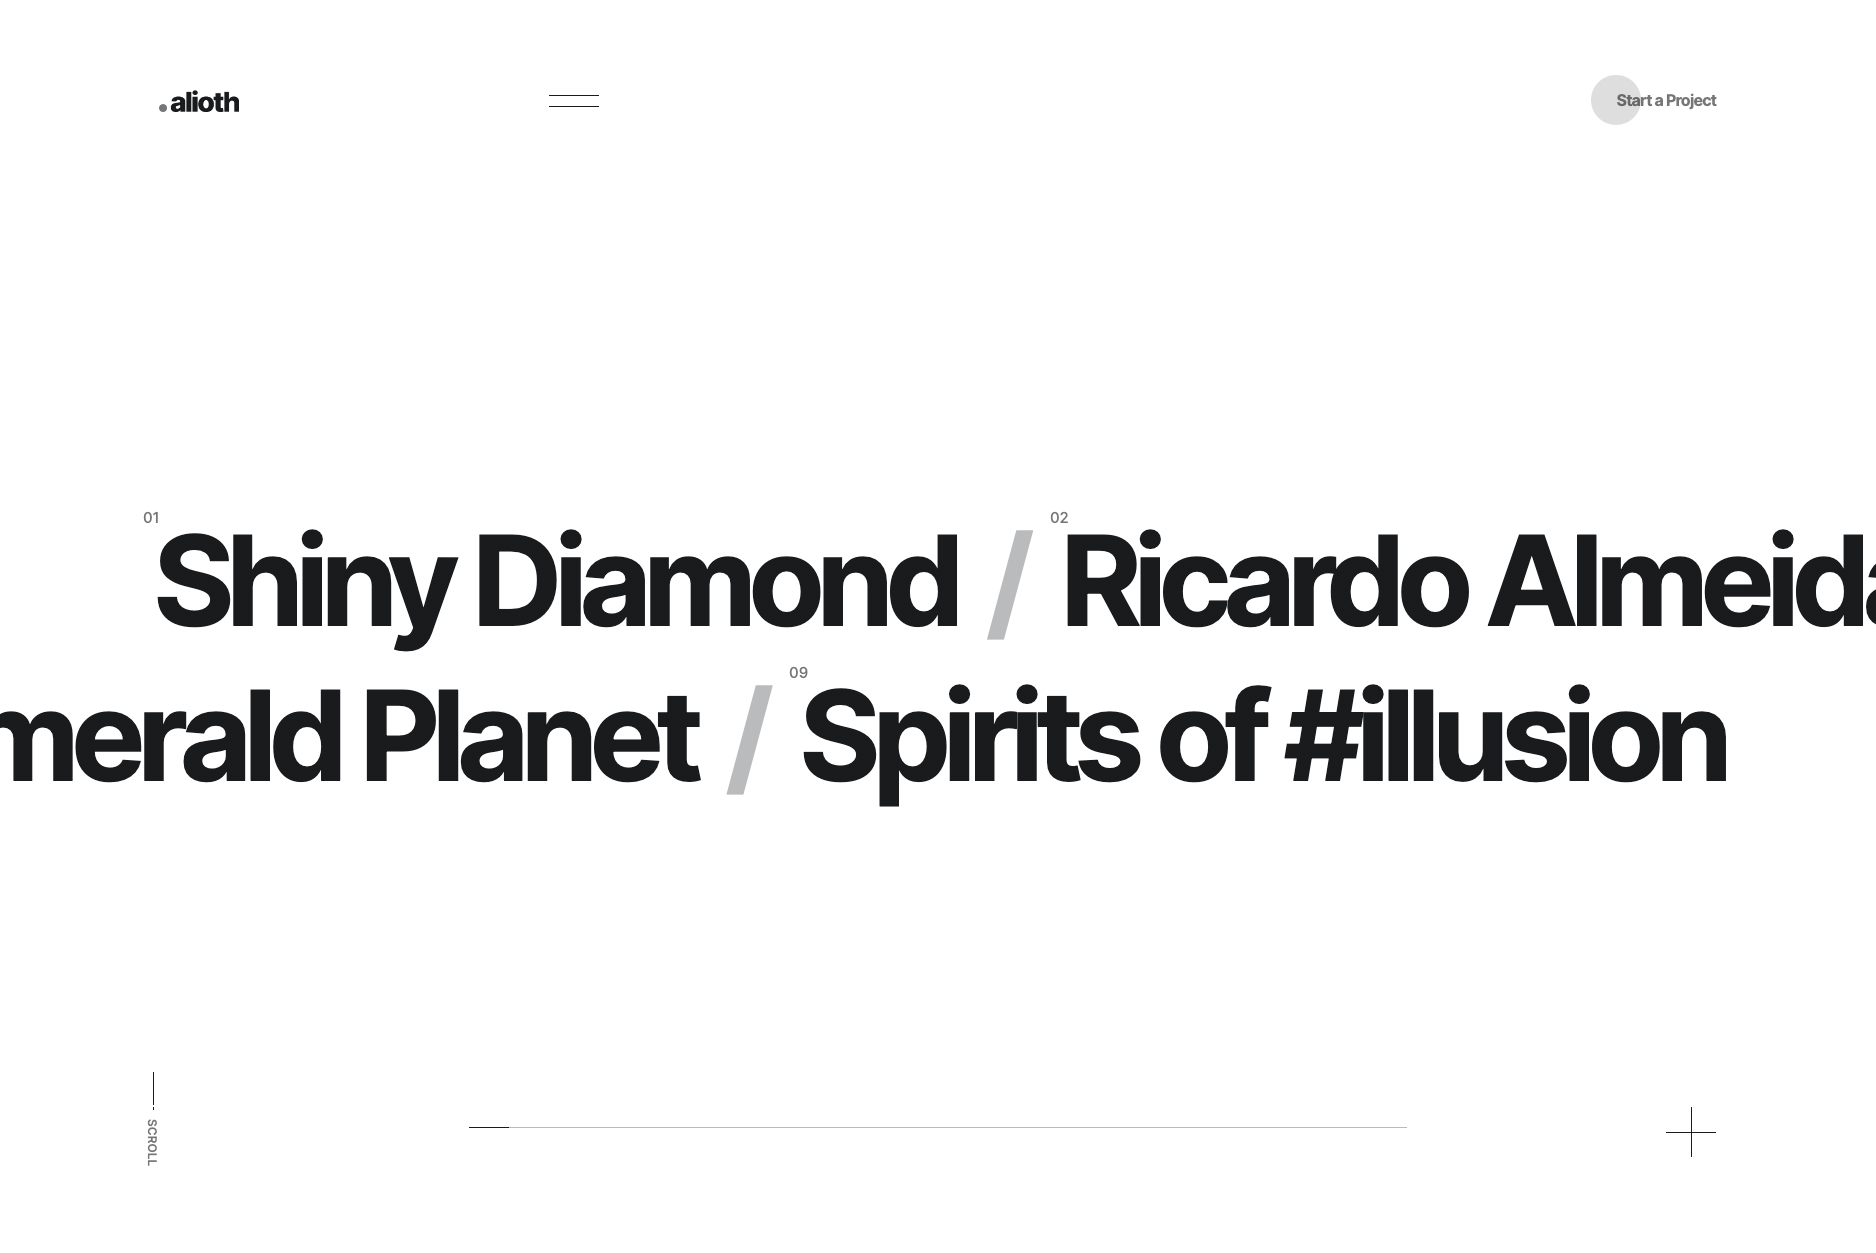 .alioth
Start a Project
01
02
Shiny Diamond / Ricardo Almeida
09
merald Planet / Spirits of #illusion
SCROLL